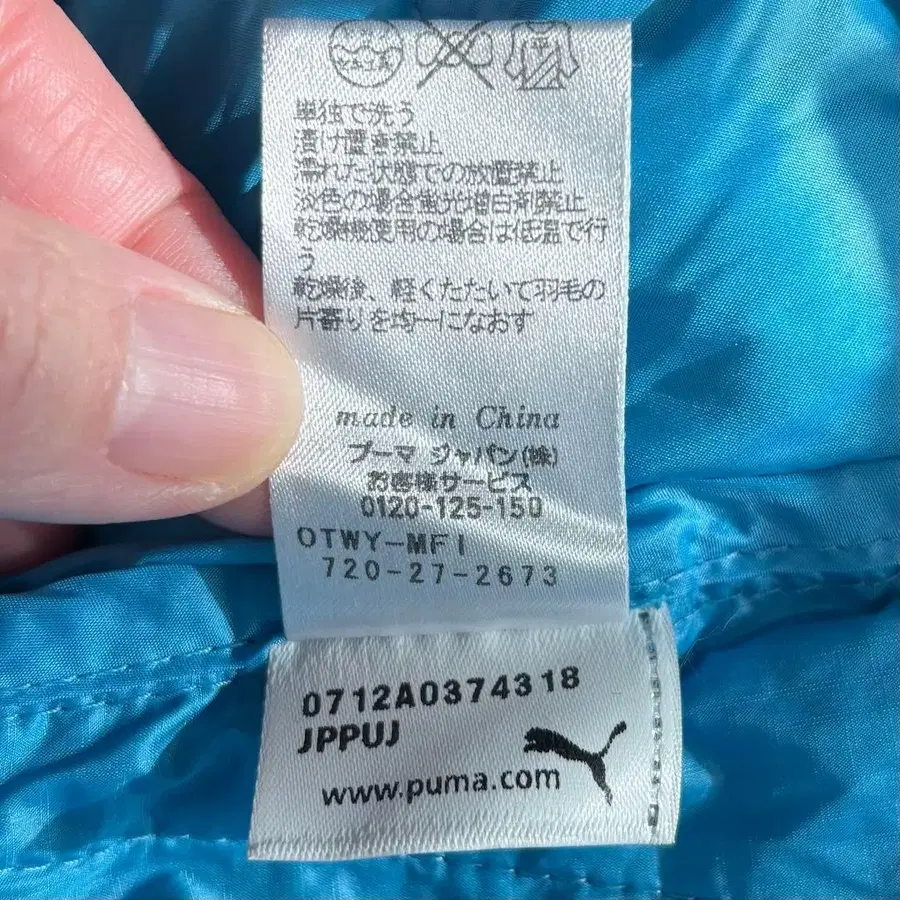 単独で洗う
漬け置き禁止
濡れた状態での放置禁止
淡色の場合蛍光増白剤禁止
乾燥機使用の場合は低温で行
う
乾燥後、軽くたたいて羽毛の
片寄りを均一になおす
made in China
プーマ ジャパン(株)
お客様サービス
0120-125-150
OTWY-MFI
720-27-2673
0712A0374318
JPPUJ
www.puma.com